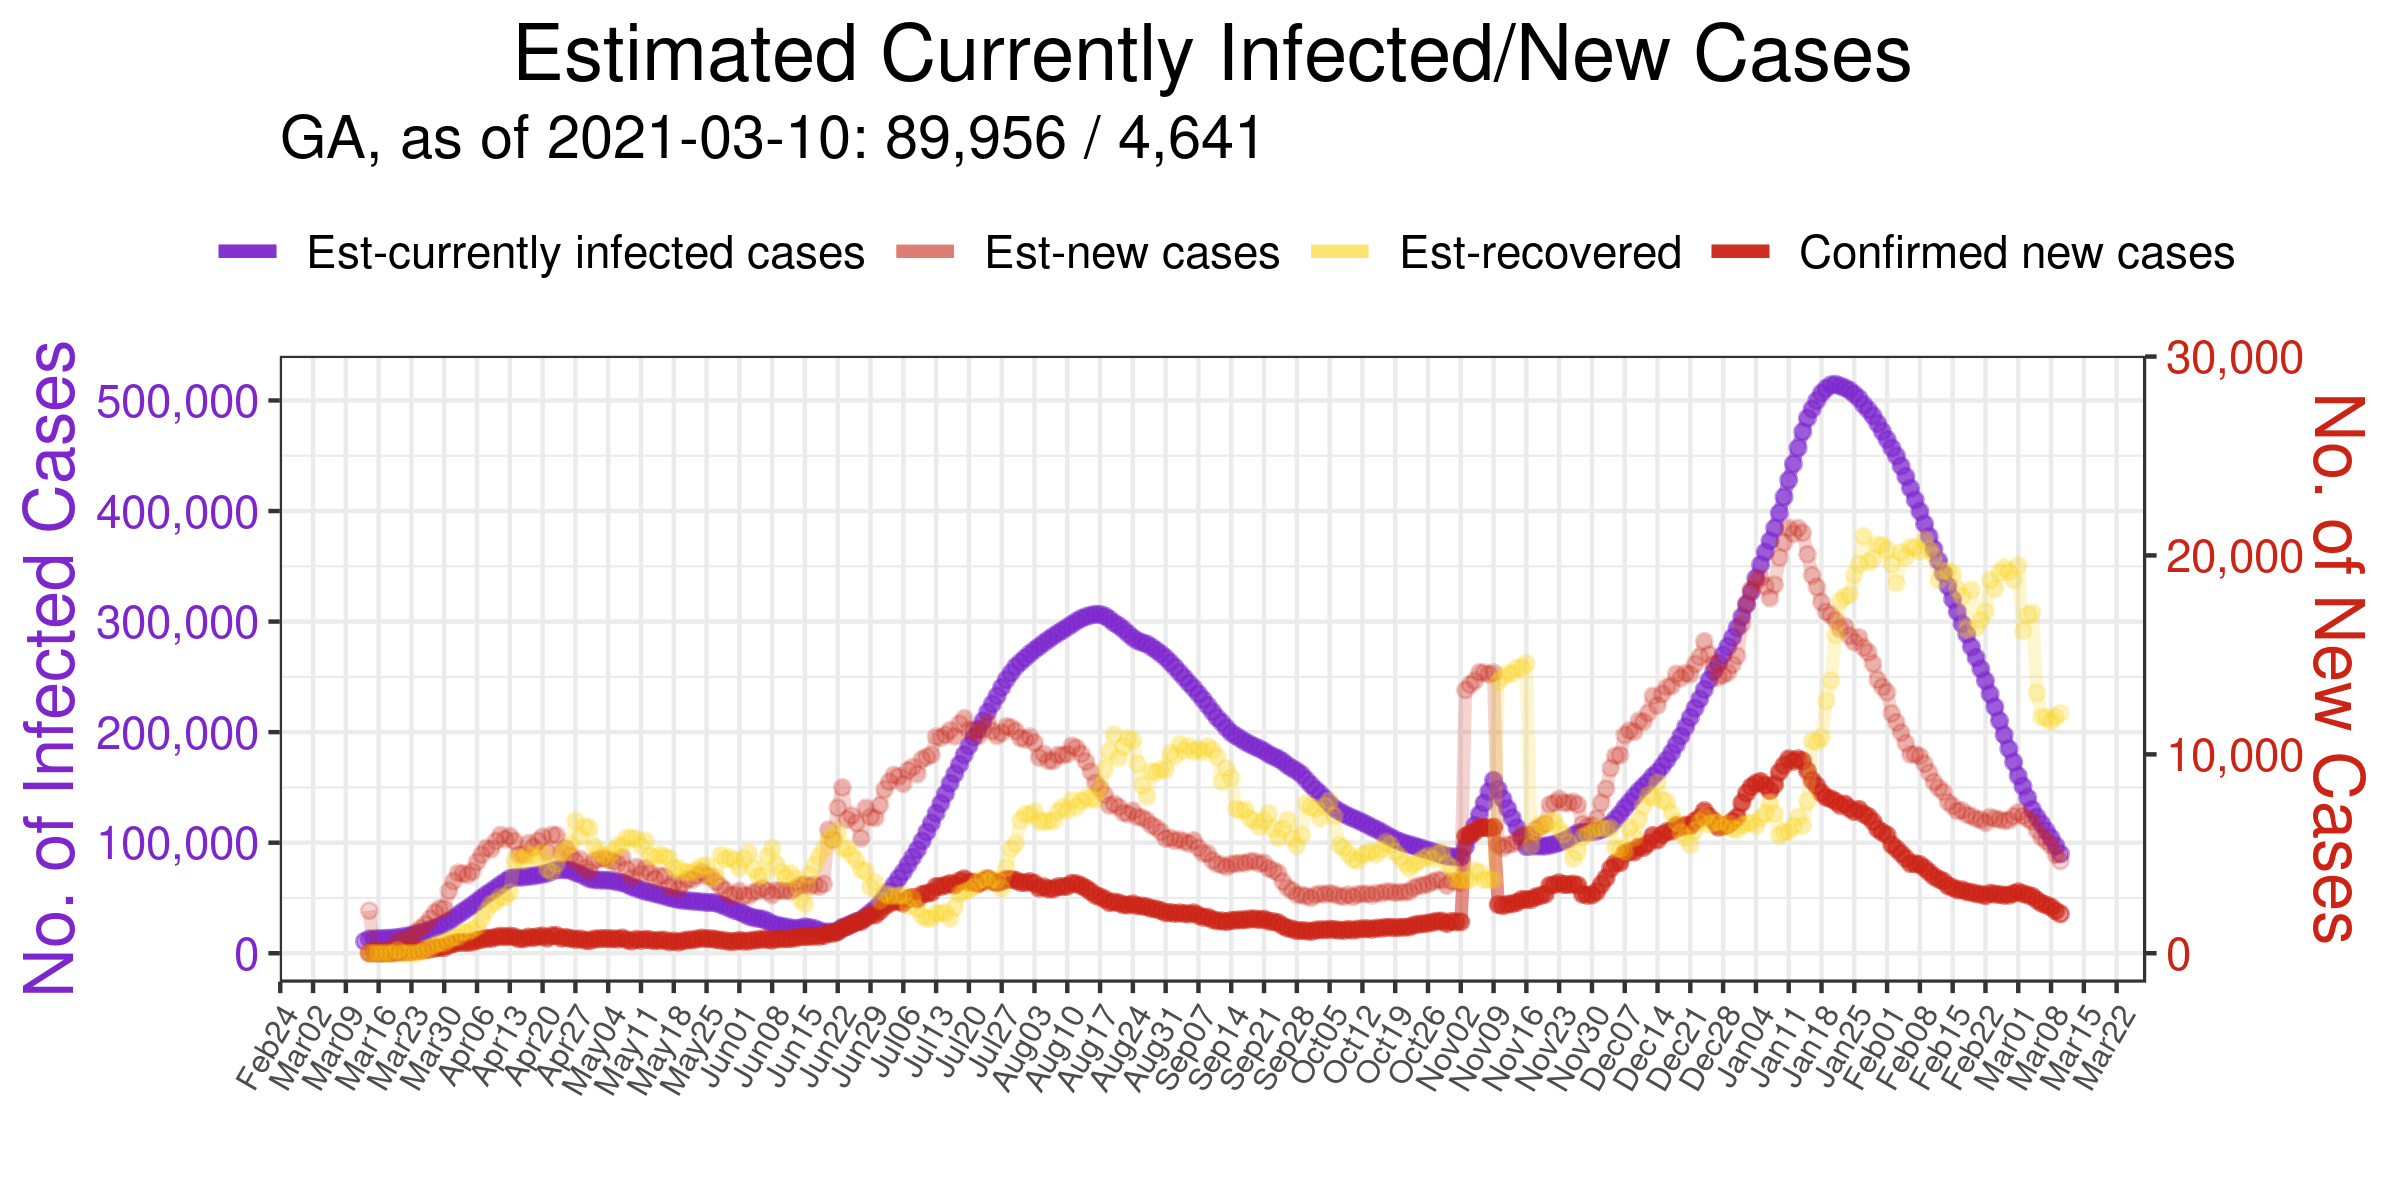 Estimated Currently Infected/New Cases
GA, as of 2021-03-10: 89,956 / 4,641
Est-currently infected cases
Est-new cases
Est-recovered
Confirmed new cases
No. of Infected Cases
500,000
400,000
300,000
200,000
100,000
0
30,000
20,000
10,000
0
No. of New Cases
Feb24
Mar02
Mar09
Mar16
Mar23
Mar30
Apr06
Apr13
Apr20
Apr27
May04
May11
May18
May25
Jun01
Jun08
Jun15
Jun22
Jun29
Jul06
Jul13
Jul20
Jul27
Aug03
Aug10
Aug17
Aug24
Aug31
Sep07
Sep14
Sep21
Sep28
Oct05
Oct12
Oct19
Oct26
Nov02
Nov09
Nov16
Nov23
Nov30
Dec07
Dec14
Dec21
Dec28
Jan04
Jan11
Jan18
Jan25
Feb01
Feb08
Feb15
Feb22
Mar01
Mar08
Mar15
Mar22